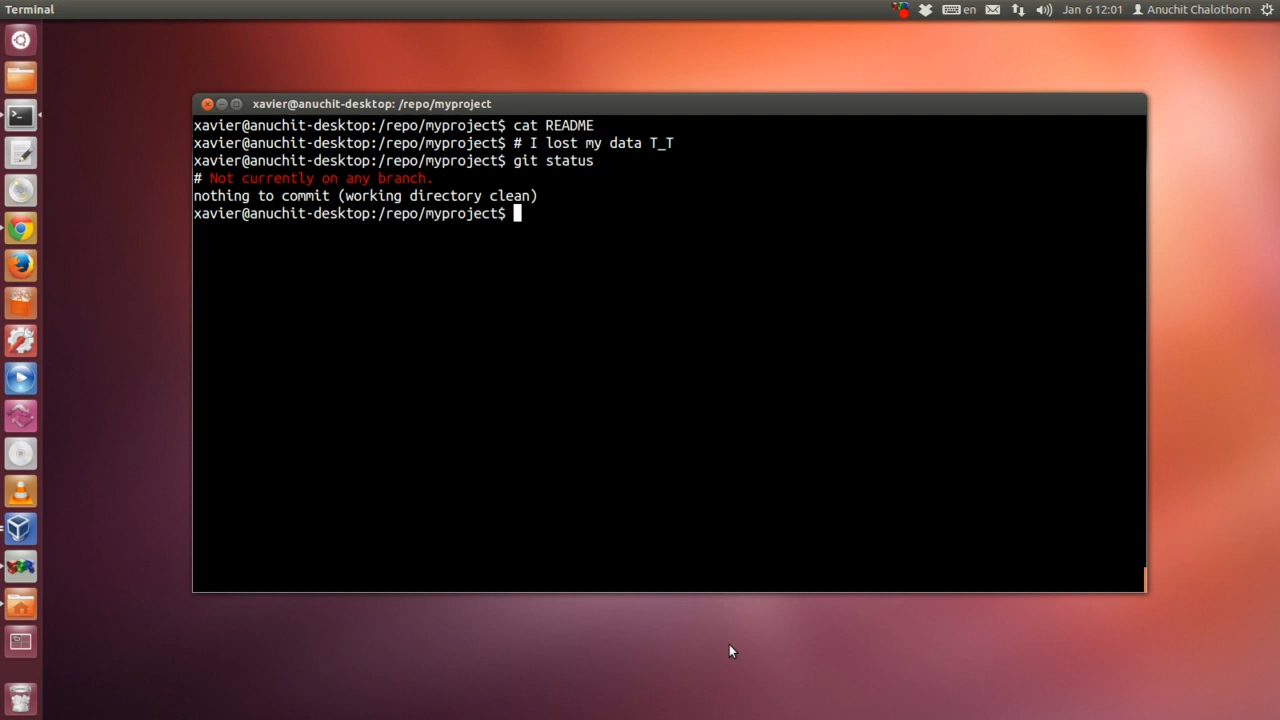 Terminal
en
Jan 6 12:01
Anuchit Chalothorn
xavier@anuchit-desktop: /repo/myproject
xavier@anuchit-desktop:/repo/myproject$ cat README
xavier@anuchit-desktop:/repo/myproject$ # I lost my data T_T
xavier@anuchit-desktop:/repo/myproject$ git status
# Not currently on any branch.
nothing to commit (working directory clean)
xavier@anuchit-desktop:/repo/myproject$